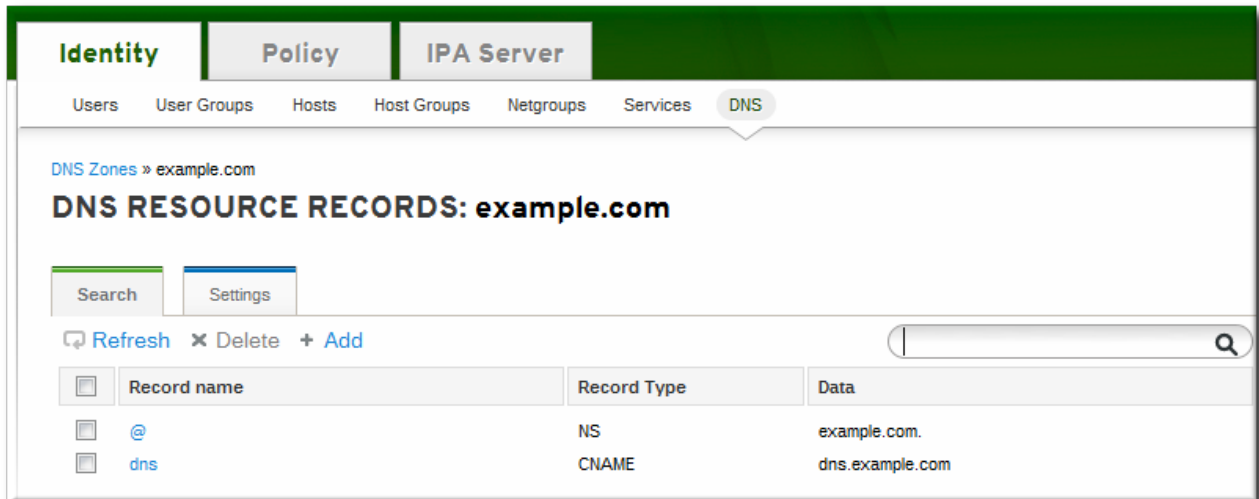 Identity Policy IPA Server
Users User Groups Hosts Host Groups Netgroups Services DNS
DNS Zones » example.com
DNS RESOURCE RECORDS: example.com
Search Settings
Refresh Delete + Add
Record name Record Type Data
@ NS example.com.
dns CNAME dns.example.com